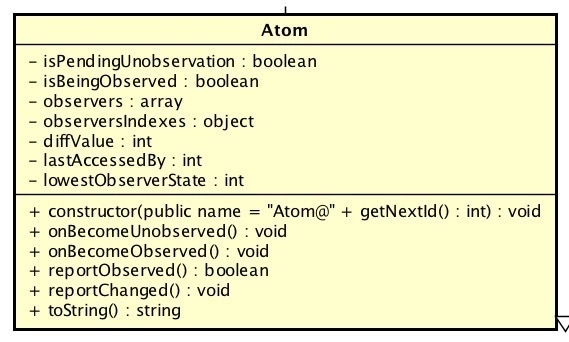 Atom
- isPendingUnobservation : boolean
- isBeingObserved : boolean
- observers : array
- observersIndexes : object
- diffValue : int
- lastAccessedBy : int
- lowestObserverState : int
+ constructor(public name = "Atom@" + getNextId() : int) : void
+ onBecomeUnobserved() : void
+ onBecomeObserved() : void
+ reportObserved() : boolean
+ reportChanged() : void
+ toString() : string